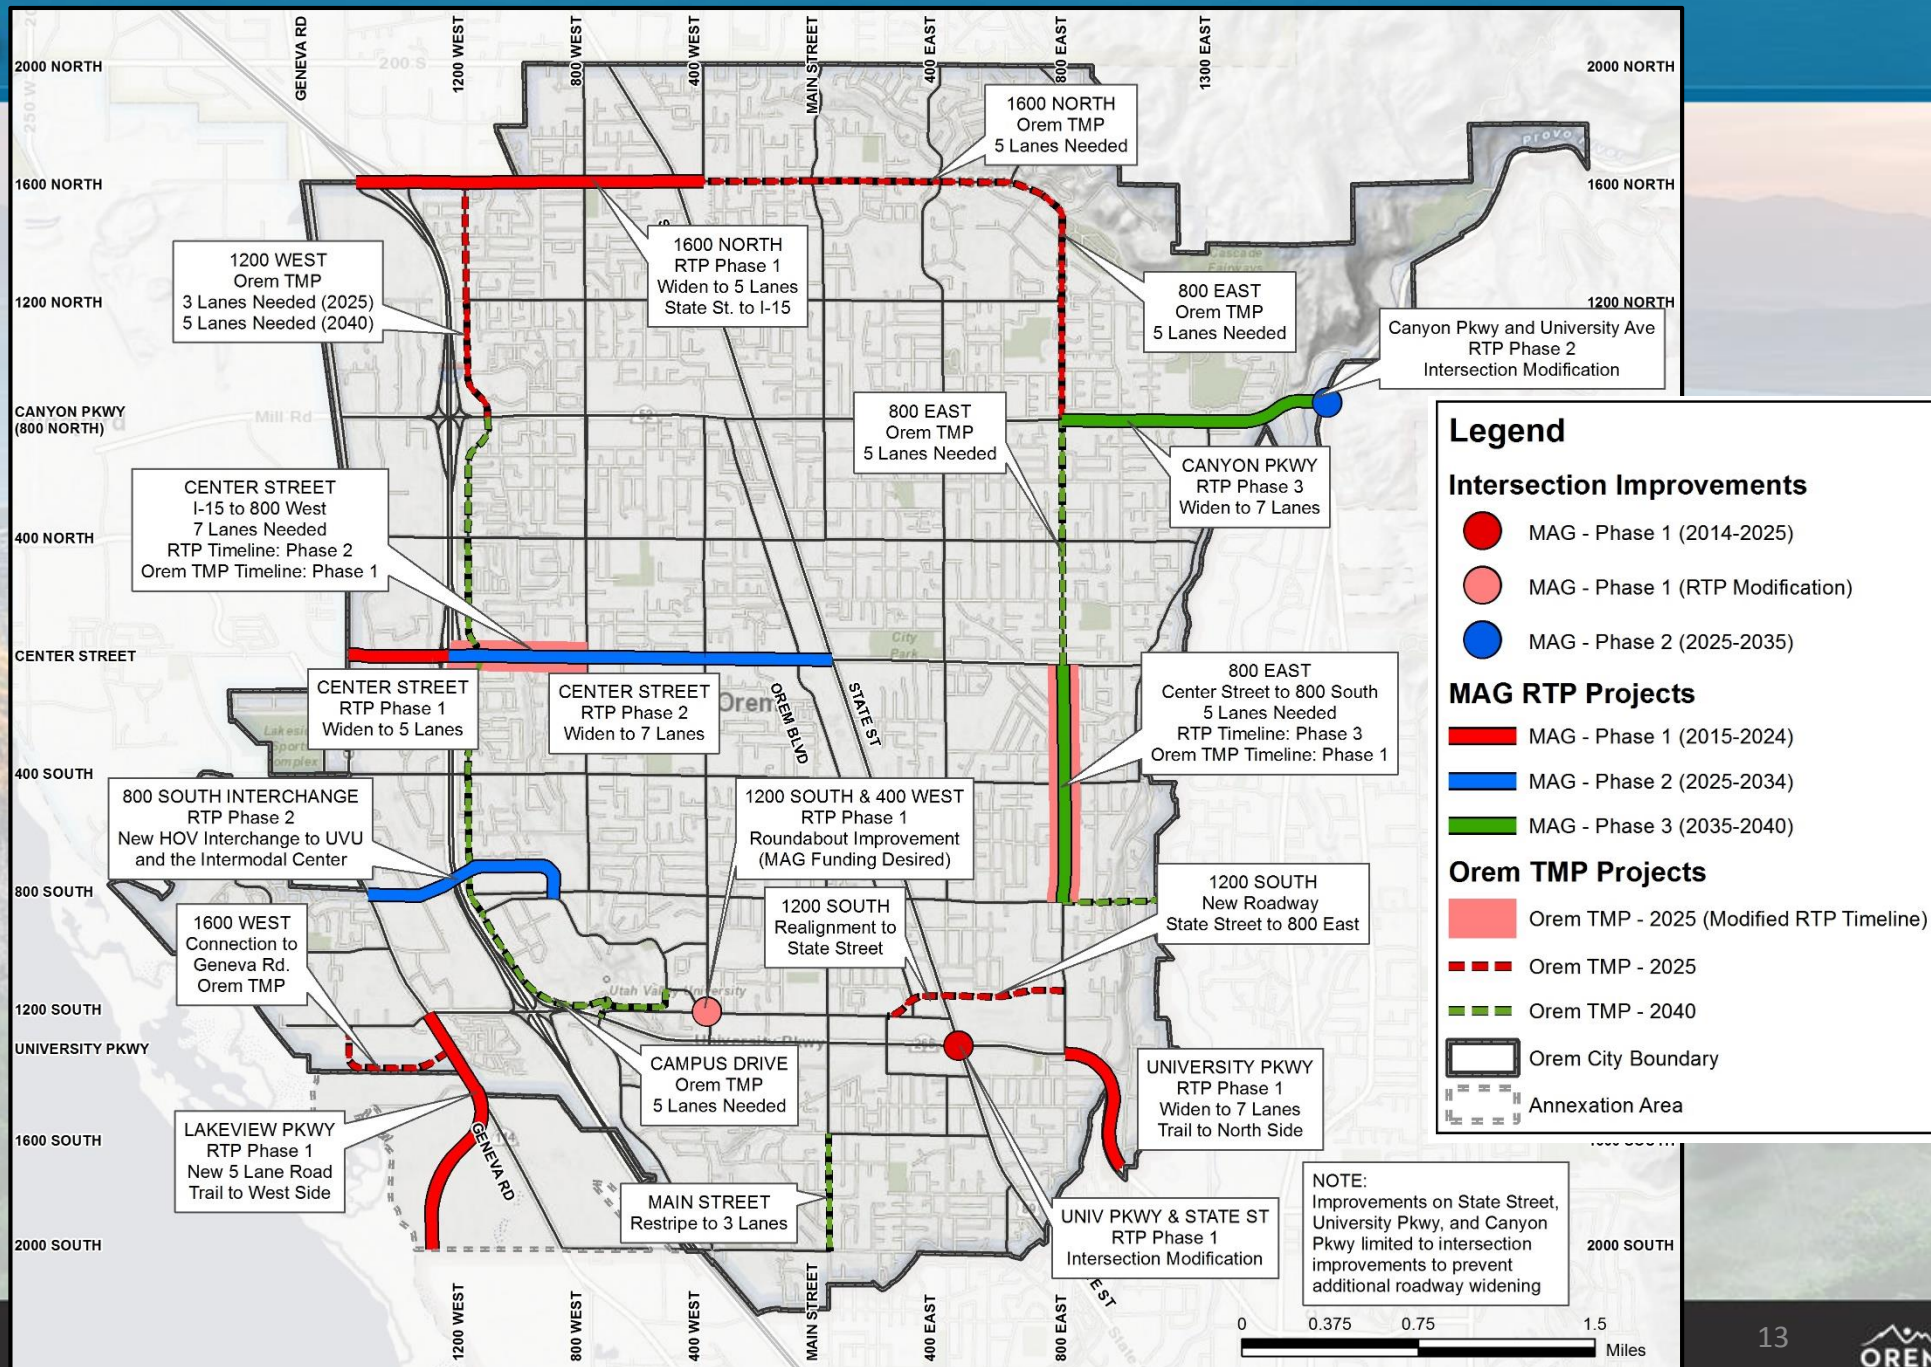 GENEVA RD
1200 WEST
800 WEST
400 WEST
MAIN STREET
400 EAST
800 EAST
1300 EAST
2000 NORTH
2000 NORTH
200 S
250 W
1600 NORTH
Orem TMP
5 Lanes Needed
Provo
1600 NORTH
1600 NORTH
1200 WEST
Orem TMP
3 Lanes Needed (2025)
5 Lanes Needed (2040)
1600 NORTH
RTP Phase 1
Widen to 5 Lanes
State St. to I-15
Cascade
Fairways
800 EAST
Orem TMP
5 Lanes Needed
1200 NORTH
1200 NORTH
Canyon Pkwy and University Ave
RTP Phase 2
Intersection Modification
CANYON PKWY
(800 NORTH)
Mill Rd
52
800 EAST
Orem TMP
5 Lanes Needed
CANYON PKWY
RTP Phase 3
Widen to 7 Lanes
CENTER STREET
I-15 to 800 West
7 Lanes Needed
RTP Timeline: Phase 2
Orem TMP Timeline: Phase 1
400 NORTH
City
Park
CENTER STREET
CENTER STREET
RTP Phase 1
Widen to 5 Lanes
CENTER STREET
RTP Phase 2
Widen to 7 Lanes
Orem
OREM BLVD
STATE ST
800 EAST
Center Street to 800 South
5 Lanes Needed
RTP Timeline: Phase 3
Orem TMP Timeline: Phase 1
400 SOUTH
800 SOUTH INTERCHANGE
RTP Phase 2
New HOV Interchange to UVU
and the Intermodal Center
1200 SOUTH & 400 WEST
RTP Phase 1
Roundabout Improvement
(MAG Funding Desired)
800 SOUTH
1600 WEST
Connection to
Geneva Rd.
Orem TMP
1200 SOUTH
Realignment to
State Street
1200 SOUTH
New Roadway
State Street to 800 East
Utah Valley University
1200 SOUTH
UNIVERSITY PKWY
University Pkwy
265
CAMPUS DRIVE
Orem TMP
5 Lanes Needed
UNIVERSITY PKWY
RTP Phase 1
Widen to 7 Lanes
Trail to North Side
LAKEVIEW PKWY
RTP Phase 1
New 5 Lane Road
Trail to West Side
114
GENEVA RD
1600 SOUTH
MAIN STREET
Restripe to 3 Lanes
UNIV PKWY & STATE ST
RTP Phase 1
Intersection Modification
NOTE:
Improvements on State Street,
University Pkwy, and Canyon
Pkwy limited to intersection
improvements to prevent
additional roadway widening
2000 SOUTH
2000 SOUTH
1200 WEST
800 WEST
400 WEST
MAIN STREET
400 EAST
800 EAST
State
0 0.375 0.75 1.5
Miles
Legend
Intersection Improvements
MAG - Phase 1 (2014-2025)
MAG - Phase 1 (RTP Modification)
MAG - Phase 2 (2025-2035)
MAG RTP Projects
MAG - Phase 1 (2015-2024)
MAG - Phase 2 (2025-2034)
MAG - Phase 3 (2035-2040)
Orem TMP Projects
Orem TMP - 2025 (Modified RTP Timeline)
Orem TMP - 2025
Orem TMP - 2040
Orem City Boundary
Annexation Area
13